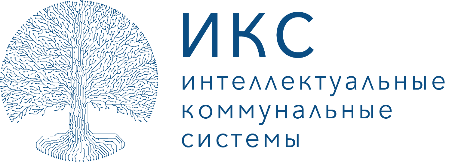 ИКС
интеллектуальные
коммунальные
системы